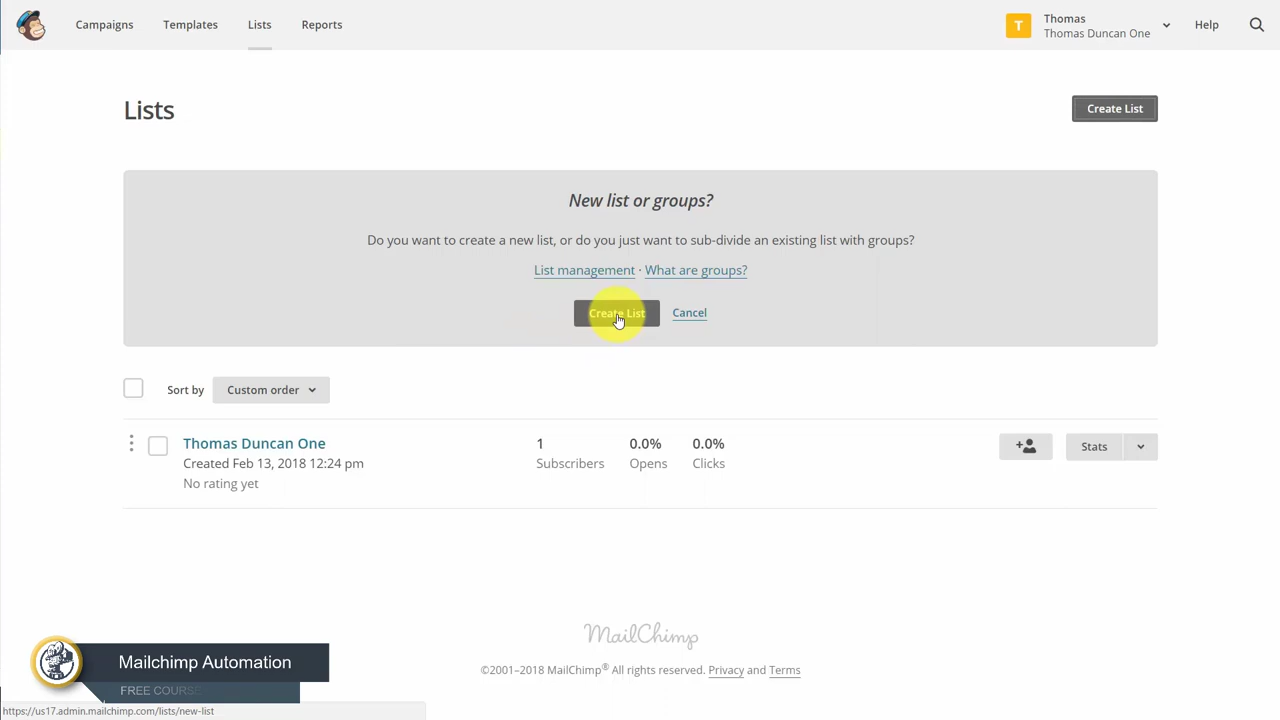 Campaigns Templates Lists Reports
T
Thomas
Thomas Duncan One
Help
Lists
Create List
New list or groups?
Do you want to create a new list, or do you just want to sub-divide an existing list with groups?
List management · What are groups?
Create List Cancel
Sort by Custom order
Thomas Duncan One
Created Feb 13, 2018 12:24 pm
No rating yet
1
Subscribers
0.0%
Opens
0.0%
Clicks
Stats
MailChimp
©2001–2018 MailChimp® All rights reserved. Privacy and Terms
Mailchimp Automation
FREE COURSE
https://us17.admin.mailchimp.com/lists/new-list